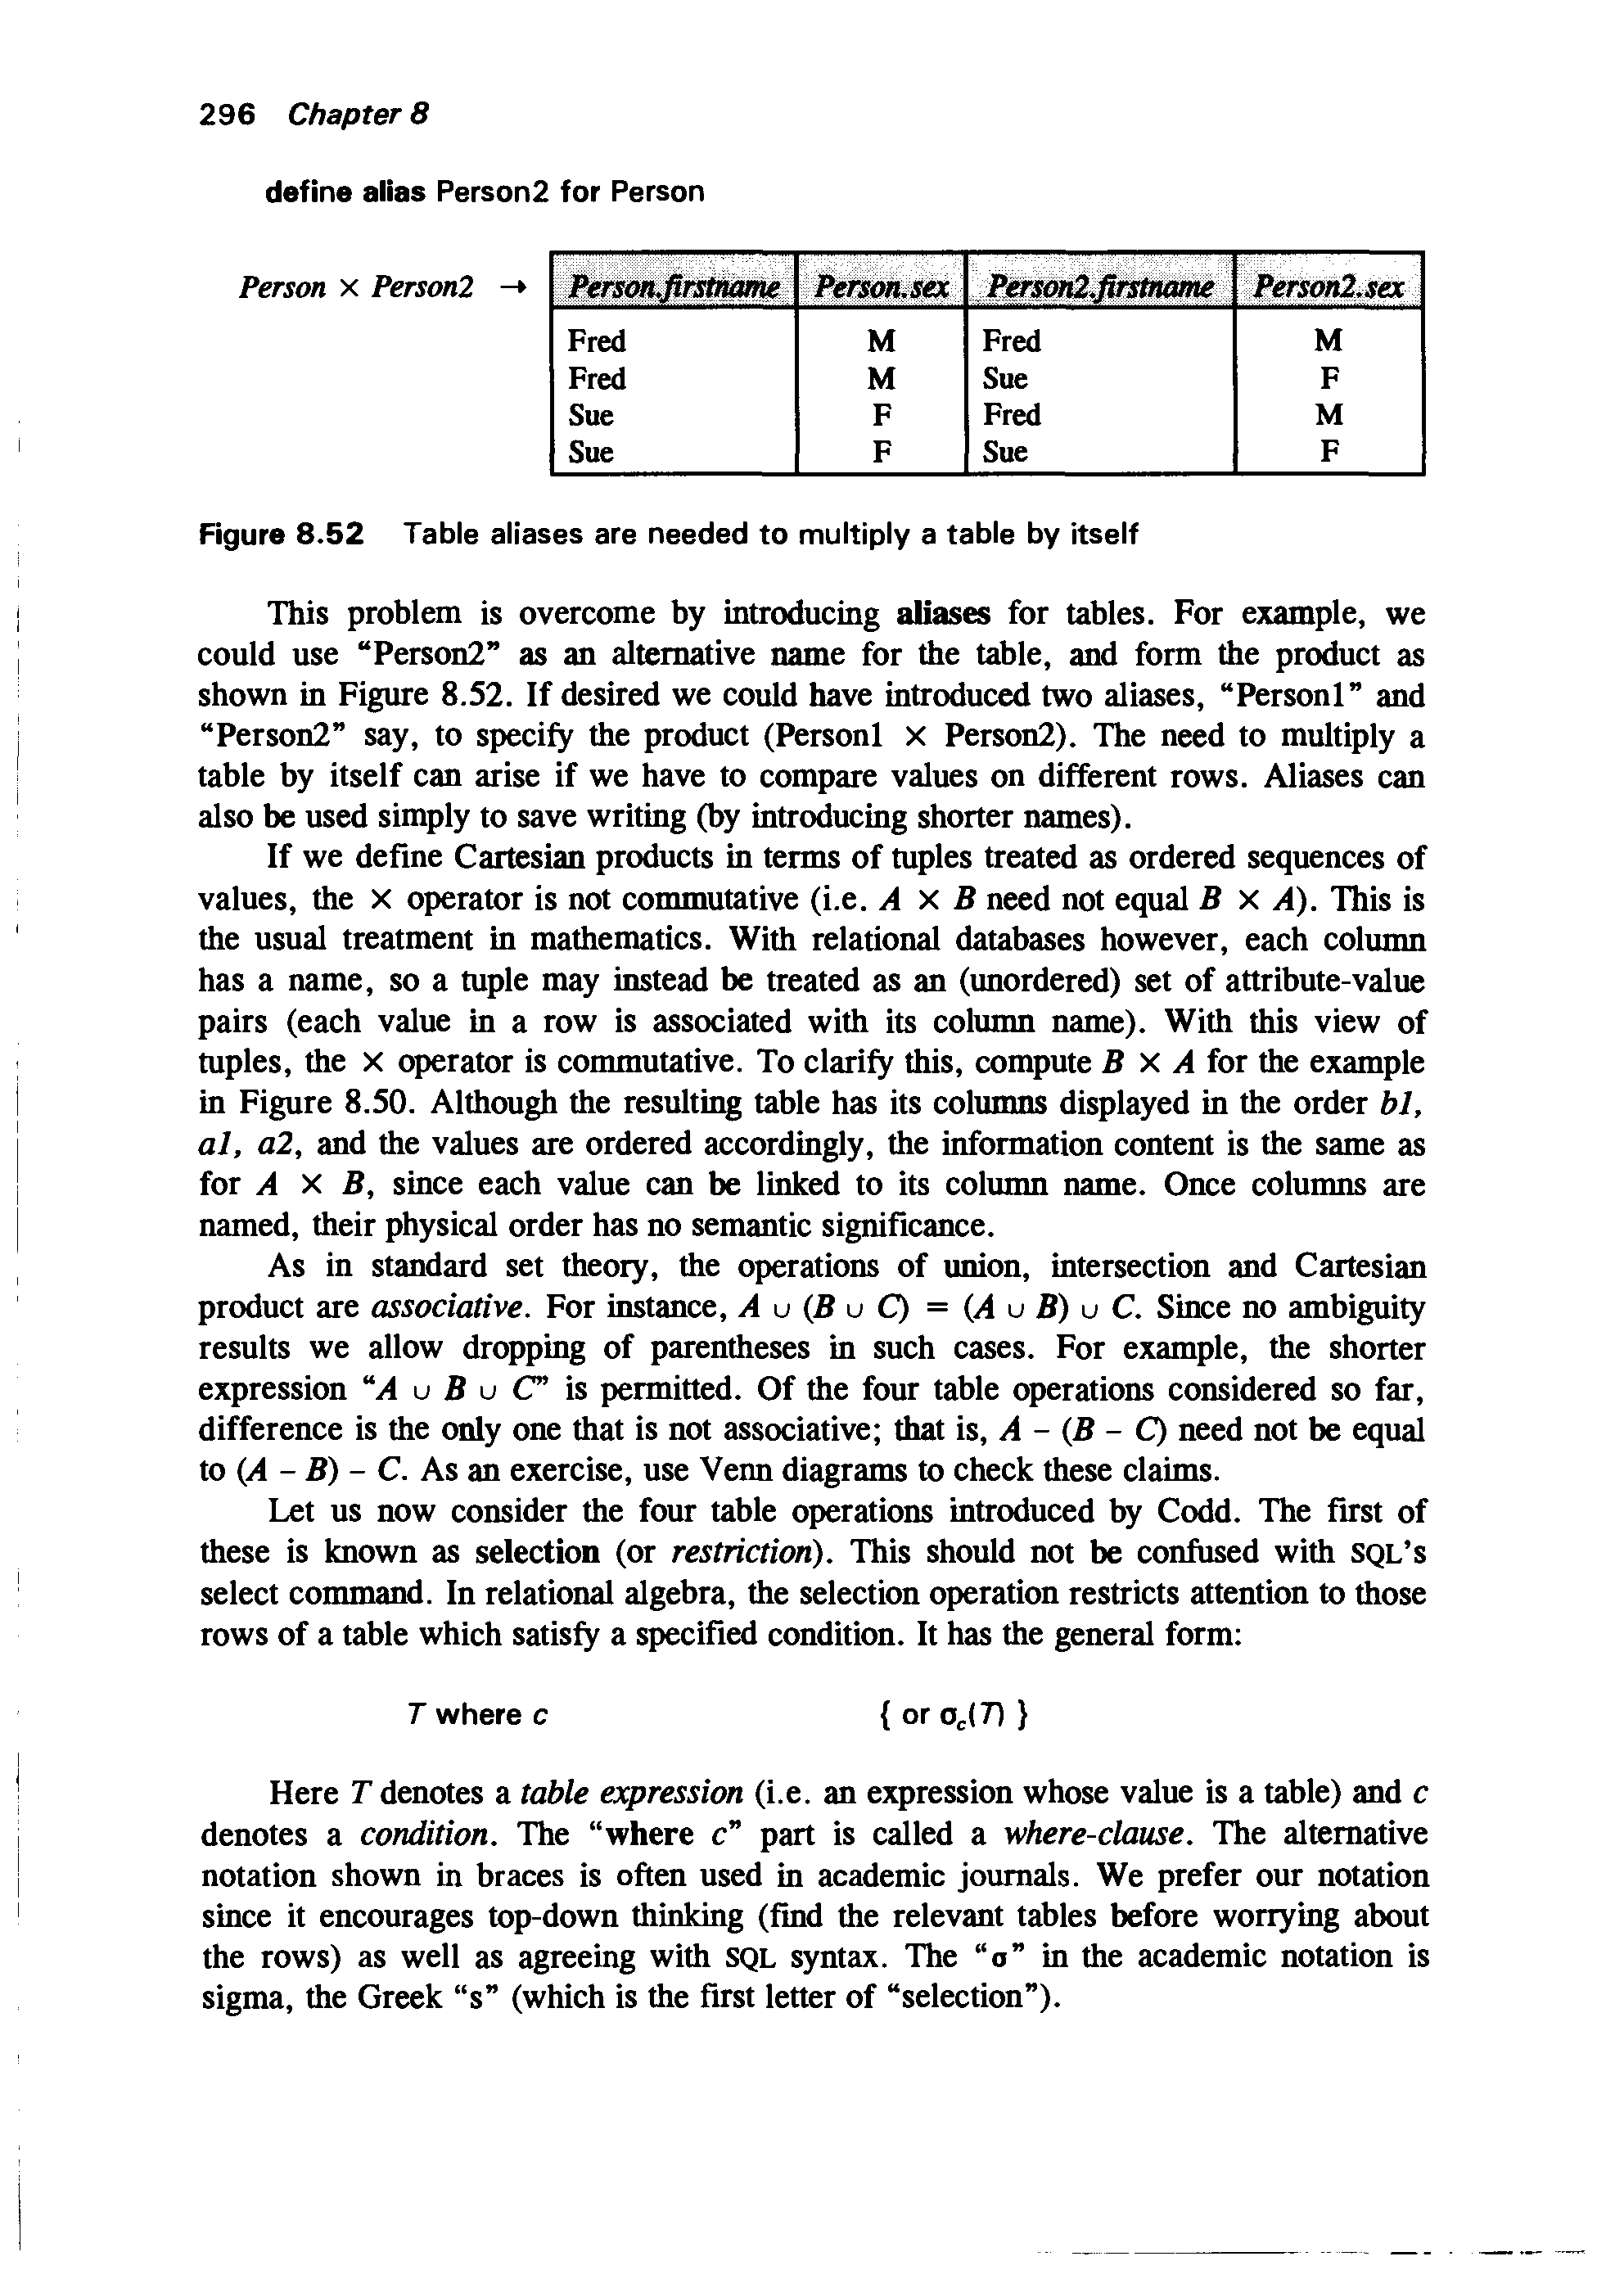 296 Chapter 8
define alias Person2 for Person
Person × Person2 → Person.firstname Person.sex Person2.firstname Person2.sex
Fred M Fred M
Fred M Sue F
Sue F Fred M
Sue F Sue F
Figure 8.52 Table aliases are needed to multiply a table by itself
This problem is overcome by introducing aliases for tables. For example, we
could use “Person2” as an alternative name for the table, and form the product as
shown in Figure 8.52. If desired we could have introduced two aliases, “Person1” and
“Person2” say, to specify the product (Person1 × Person2). The need to multiply a
table by itself can arise if we have to compare values on different rows. Aliases can
also be used simply to save writing (by introducing shorter names).
If we define Cartesian products in terms of tuples treated as ordered sequences of
values, the × operator is not commutative (i.e. A × B need not equal B × A). This is
the usual treatment in mathematics. With relational databases however, each column
has a name, so a tuple may instead be treated as an (unordered) set of attribute-value
pairs (each value in a row is associated with its column name). With this view of
tuples, the × operator is commutative. To clarify this, compute B × A for the example
in Figure 8.50. Although the resulting table has its columns displayed in the order b1,
a1, a2, and the values are ordered accordingly, the information content is the same as
for A × B, since each value can be linked to its column name. Once columns are
named, their physical order has no semantic significance.
As in standard set theory, the operations of union, intersection and Cartesian
product are associative. For instance, A ∪ (B ∪ C) = (A ∪ B) ∪ C. Since no ambiguity
results we allow dropping of parentheses in such cases. For example, the shorter
expression “A ∪ B ∪ C” is permitted. Of the four table operations considered so far,
difference is the only one that is not associative; that is, A - (B - C) need not be equal
to (A - B) - C. As an exercise, use Venn diagrams to check these claims.
Let us now consider the four table operations introduced by Codd. The first of
these is known as selection (or restriction). This should not be confused with SQL's
select command. In relational algebra, the selection operation restricts attention to those
rows of a table which satisfy a specified condition. It has the general form:
T where c { or σc(T) }
Here T denotes a table expression (i.e. an expression whose value is a table) and c
denotes a condition. The “where c” part is called a where-clause. The alternative
notation shown in braces is often used in academic journals. We prefer our notation
since it encourages top-down thinking (find the relevant tables before worrying about
the rows) as well as agreeing with SQL syntax. The “σ” in the academic notation is
sigma, the Greek “s” (which is the first letter of “selection”).